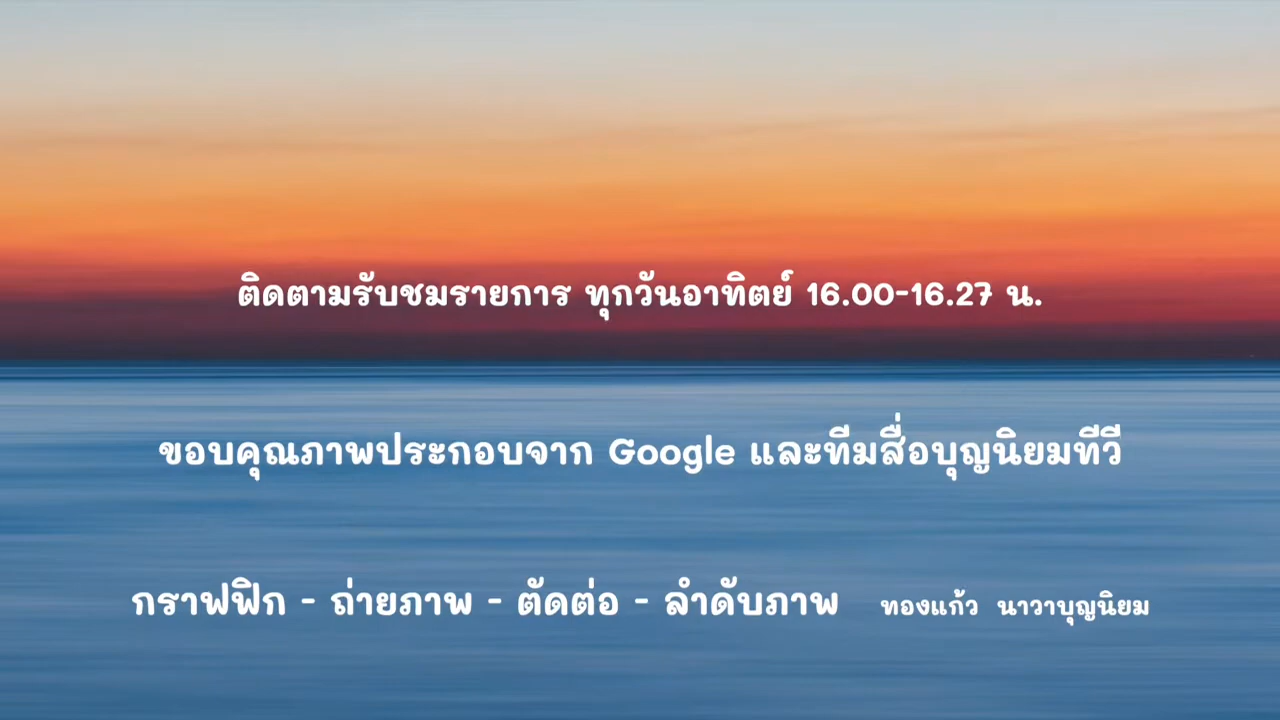 ติดตามรับชมรายการ ทุกวันอาทิตย์ 16.00-16.27 น.
ขอบคุณภาพประกอบจาก Google และทีมสื่อบุญนิยมทีวี
กราฟฟิก - ถ่ายภาพ - ตัดต่อ - ลำดับภาพ ทองแก้ว นาวาบุญนิยม